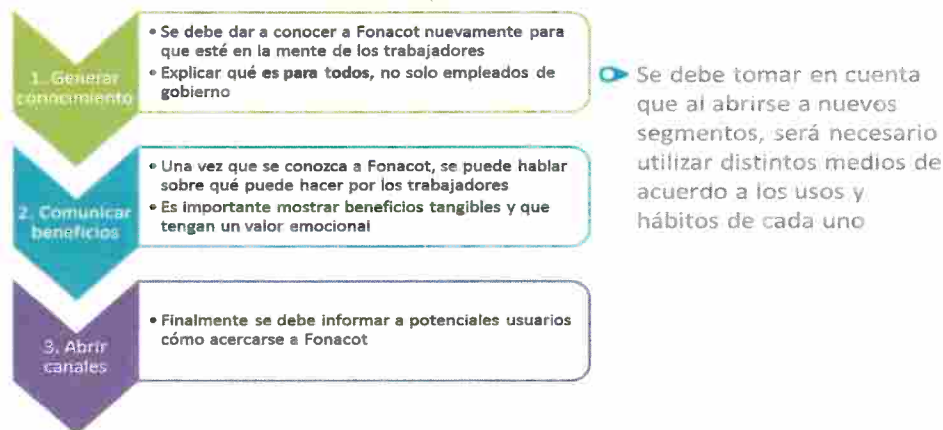 1. Generar
conocimiento
• Se debe dar a conocer a Fonacot nuevamente para
que esté en la mente de los trabajadores
• Explicar qué es para todos, no solo empleados de
gobierno
2. Comunicar
beneficios
• Una vez que se conozca a Fonacot, se puede hablar
sobre qué puede hacer por los trabajadores
• Es importante mostrar beneficios tangibles y que
tengan un valor emocional
3. Abrir
canales
• Finalmente se debe informar a potenciales usuarios
cómo acercarse a Fonacot
Se debe tomar en cuenta
que al abrirse a nuevos
segmentos, será necesario
utilizar distintos medios de
acuerdo a los usos y
hábitos de cada uno